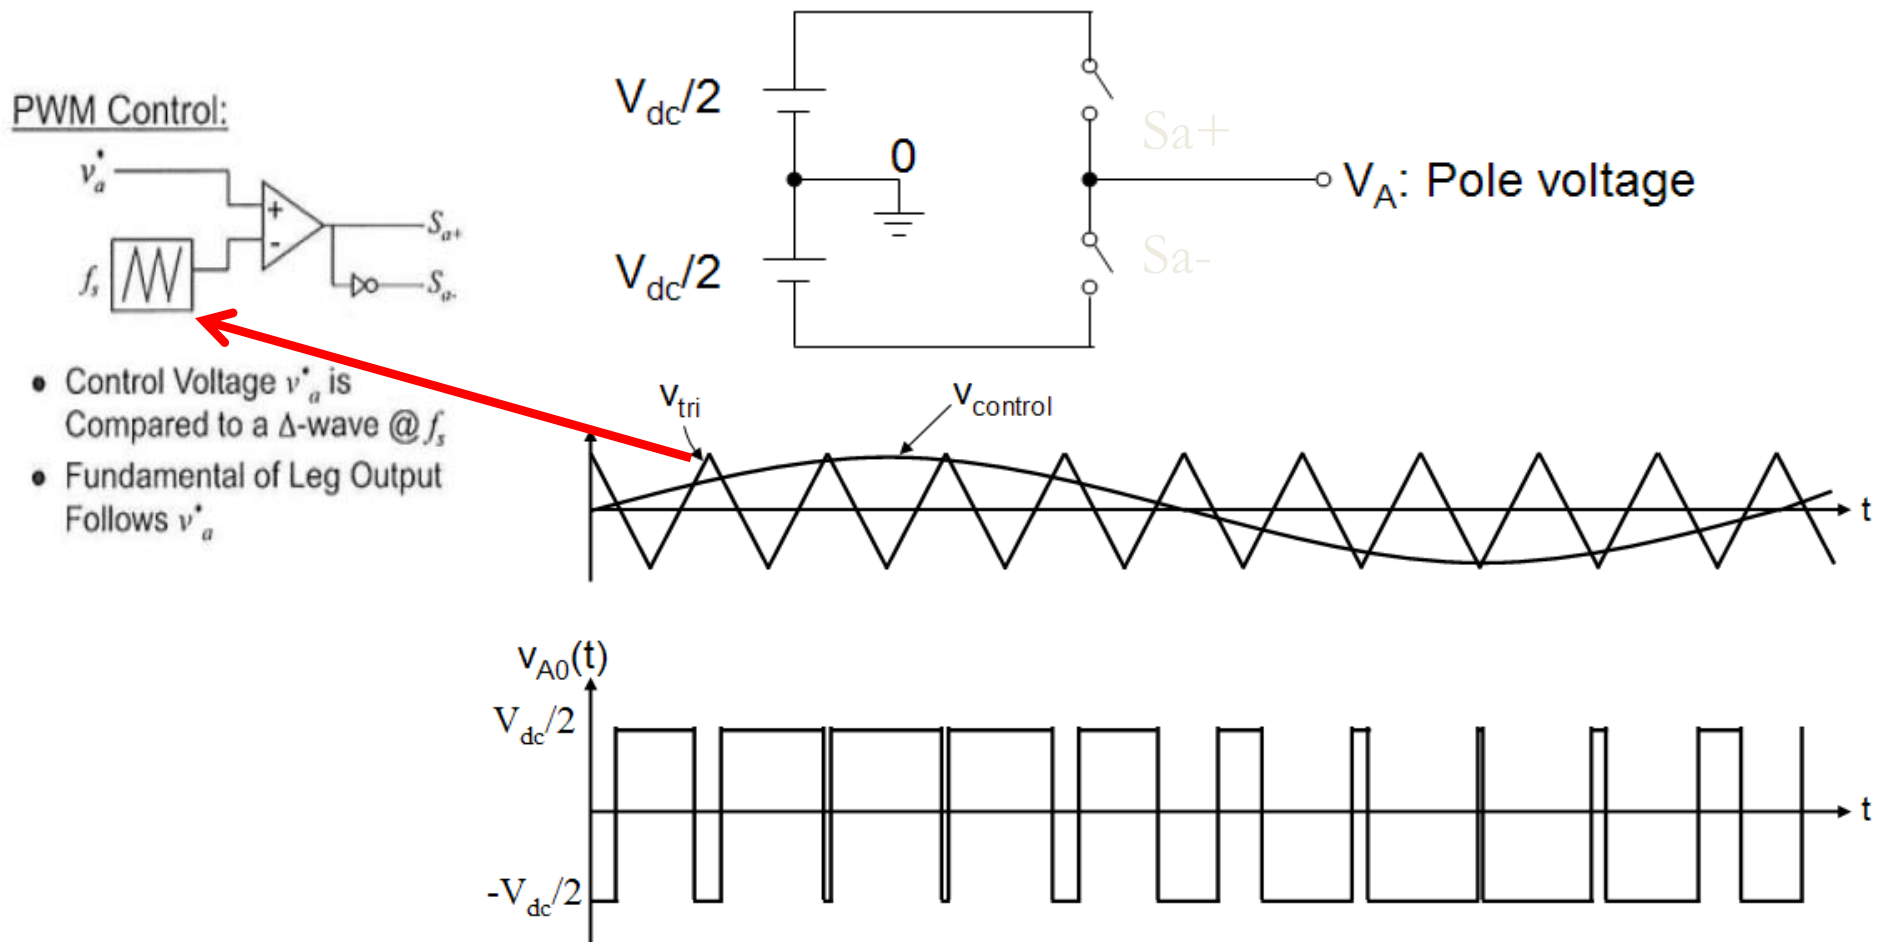 PWM Control:
v*a
fs
+
-
Sa+
Sa-
• Control Voltage v*a is
Compared to a Δ-wave @ fs
• Fundamental of Leg Output
Follows v*a
Vdc/2
0
Vdc/2
Sa+
Sa-
VA: Pole voltage
vtri
vcontrol
t
vA0(t)
Vdc/2
-Vdc/2
t